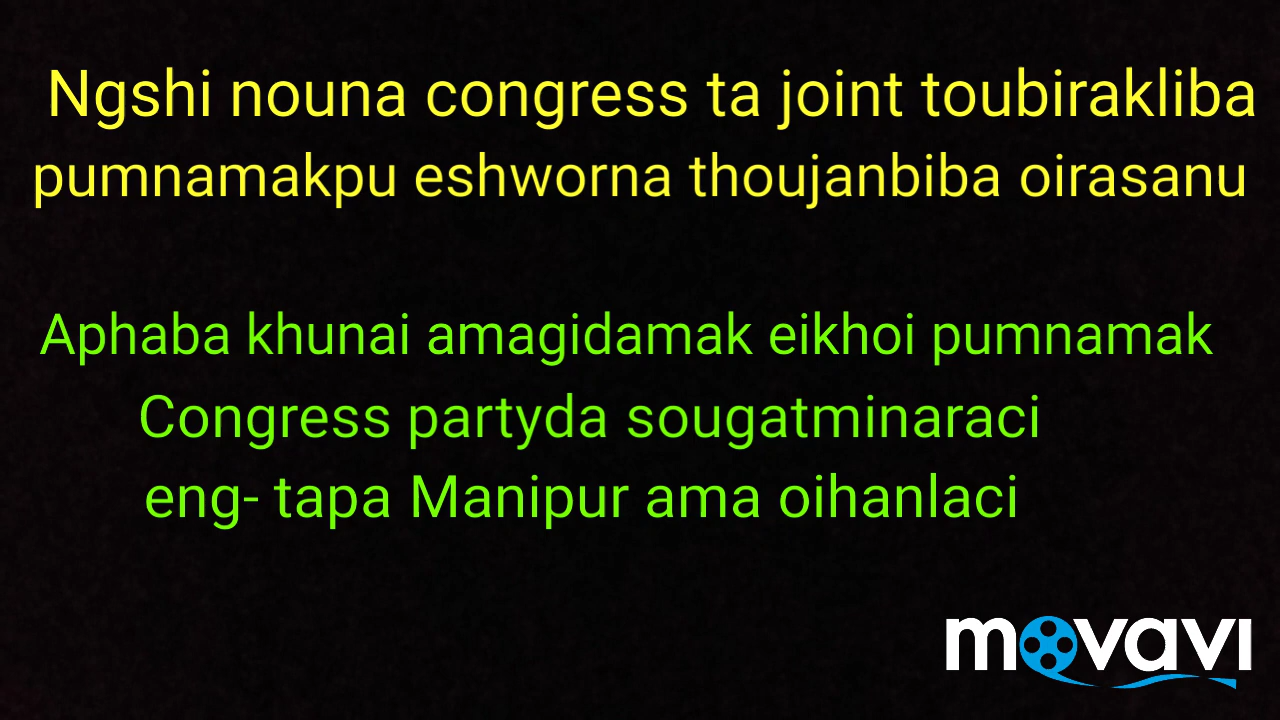 Ngshi nouna congress ta joint toubirakliba
pumnamakpu eshworna thoujanbiba oirasanu
Aphaba khunai amagidamak eikhoi pumnamak
Congress partyda sougatminaraci
eng- tapa Manipur ama oihanlaci
movavi